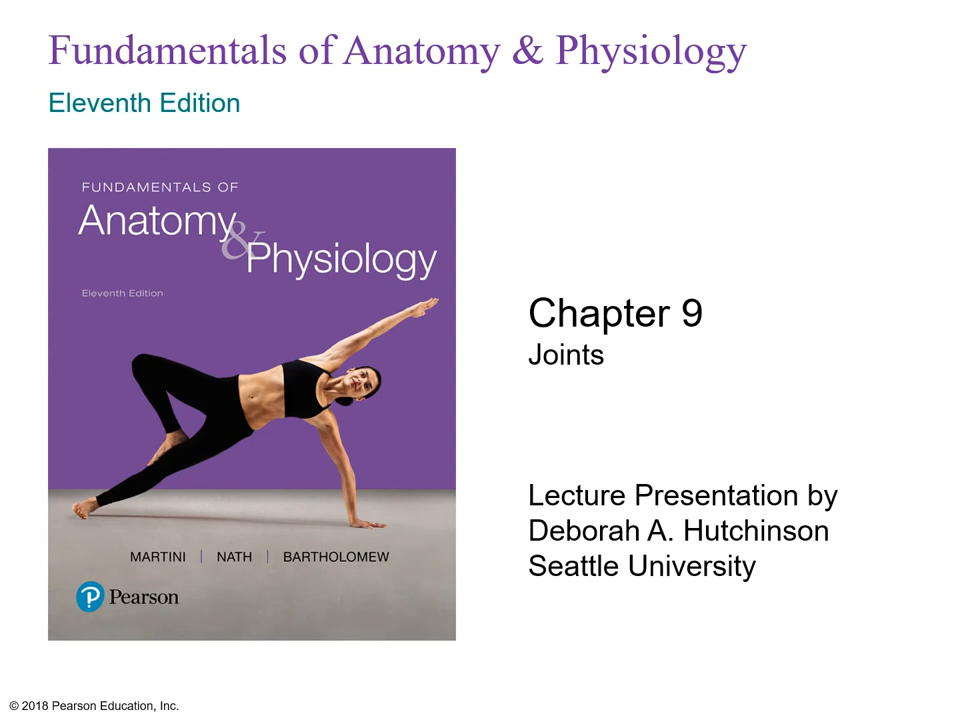 Fundamentals of Anatomy & Physiology
Eleventh Edition
FUNDAMENTALS OF
Anatomy
&
Physiology
Eleventh Edition
MARTINI | NATH | BARTHOLOMEW
P Pearson
Chapter 9
Joints
Lecture Presentation by
Deborah A. Hutchinson
Seattle University
© 2018 Pearson Education, Inc.